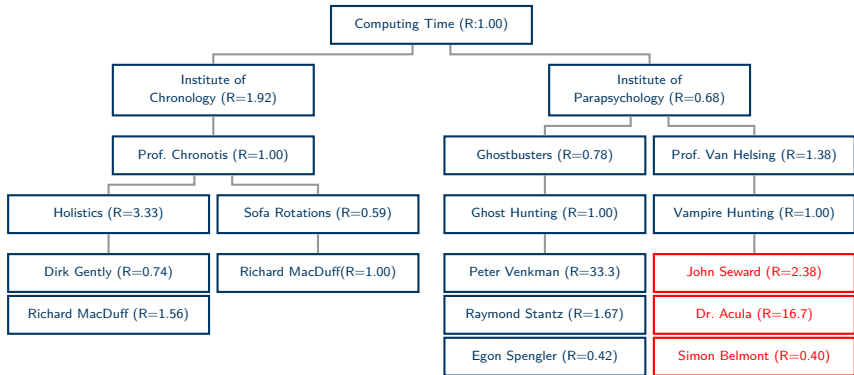 Computing Time (R:1.00)
Institute of
Chronology (R=1.92)
Institute of
Parapsychology (R=0.68)
Prof. Chronotis (R=1.00)
Ghostbusters (R=0.78)
Prof. Van Helsing (R=1.38)
Holistics (R=3.33)
Sofa Rotations (R=0.59)
Ghost Hunting (R=1.00)
Vampire Hunting (R=1.00)
Dirk Gently (R=0.74)
Richard MacDuff(R=1.00)
Peter Venkman (R=33.3)
John Seward (R=2.38)
Richard MacDuff (R=1.56)
Raymond Stantz (R=1.67)
Dr. Acula (R=16.7)
Egon Spengler (R=0.42)
Simon Belmont (R=0.40)